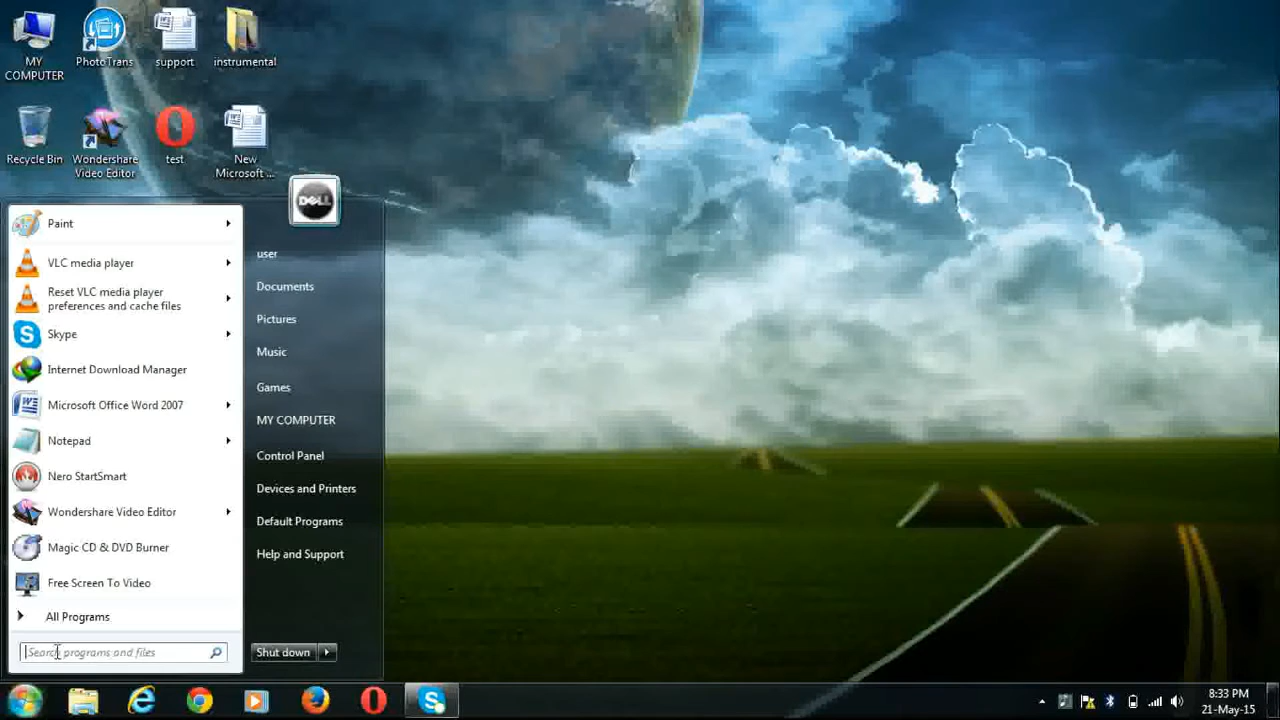 MY
COMPUTER
PhotoTrans
support
instrumental
Recycle Bin
Wondershare
Video Editor
test
New
Microsoft ...
DELL
Paint
VLC media player
Reset VLC media player
preferences and cache files
Skype
Internet Download Manager
Microsoft Office Word 2007
Notepad
Nero StartSmart
Wondershare Video Editor
Magic CD & DVD Burner
Free Screen To Video
All Programs
Search programs and files
user
Documents
Pictures
Music
Games
MY COMPUTER
Control Panel
Devices and Printers
Default Programs
Help and Support
Shut down
8:33 PM
21-May-15